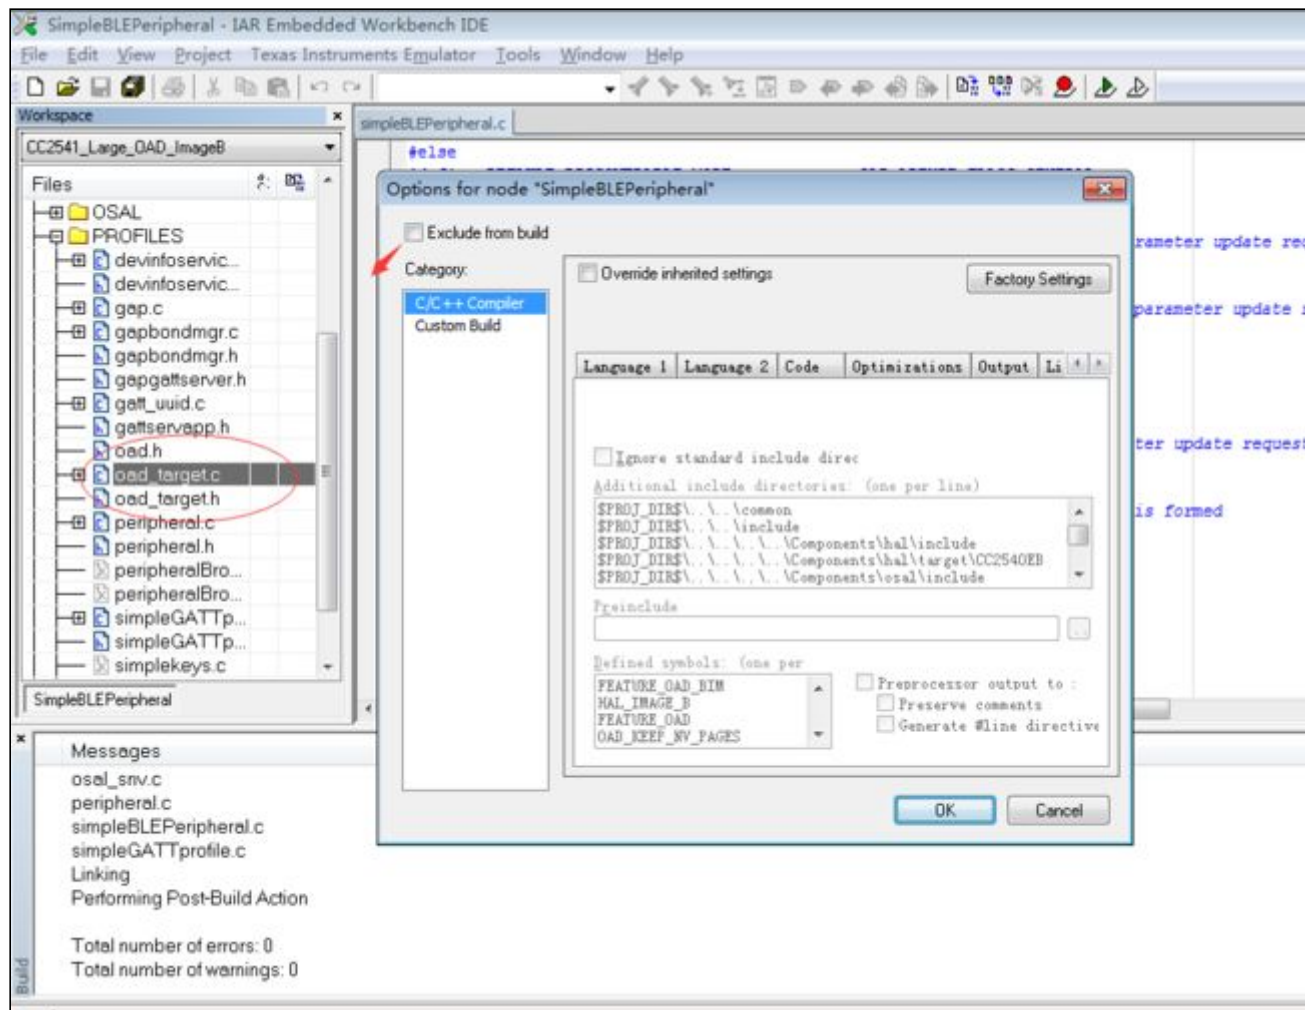 SimpleBLEPeripheral - IAR Embedded Workbench IDE
File Edit View Project Texas Instruments Emulator Tools Window Help
Workspace
simpleBLEPeripheral.c
CC2541_Large_OAD_ImageB
#else
Files
Options for node "SimpleBLEPeripheral"
OSAL
PROFILES
devinfoservic...
devinfoservic...
gap.c
gapbondmgr.c
gapbondmgr.h
gapgattserver.h
gatt_uuid.c
gattservapp.h
oad.h
oad_target.c
oad_target.h
peripheral.c
peripheral.h
peripheralBro...
peripheralBro...
simpleGATTp...
simpleGATTp...
simplekeys.c
SimpleBLEPeripheral
Exclude from build
Category:
C/C++ Compiler
Custom Build
Override inherited settings
Factory Settings
Language 1 Language 2 Code Optimizations Output Li
Ignore standard include direc
Additional include directories: (one per line)
$PROJ_DIR$\..\..\common
$PROJ_DIR$\..\..\include
$PROJ_DIR$\..\..\..\..\Components\hal\include
$PROJ_DIR$\..\..\..\..\Components\hal\target\CC2540EB
$PROJ_DIR$\..\..\..\..\Components\osal\include
Preinclude
Defined symbols: (one per
FEATURE_OAD_BIM
HAL_IMAGE_B
FEATURE_OAD
OAD_KEEP_NV_PAGES
Preprocessor output to :
Preserve comments
Generate #line directive
OK Cancel
rameter update req
parameter update r
ter update request
is formed
Messages
osal_snv.c
peripheral.c
simpleBLEPeripheral.c
simpleGATTprofile.c
Linking
Performing Post-Build Action
Total number of errors: 0
Total number of warnings: 0
Build